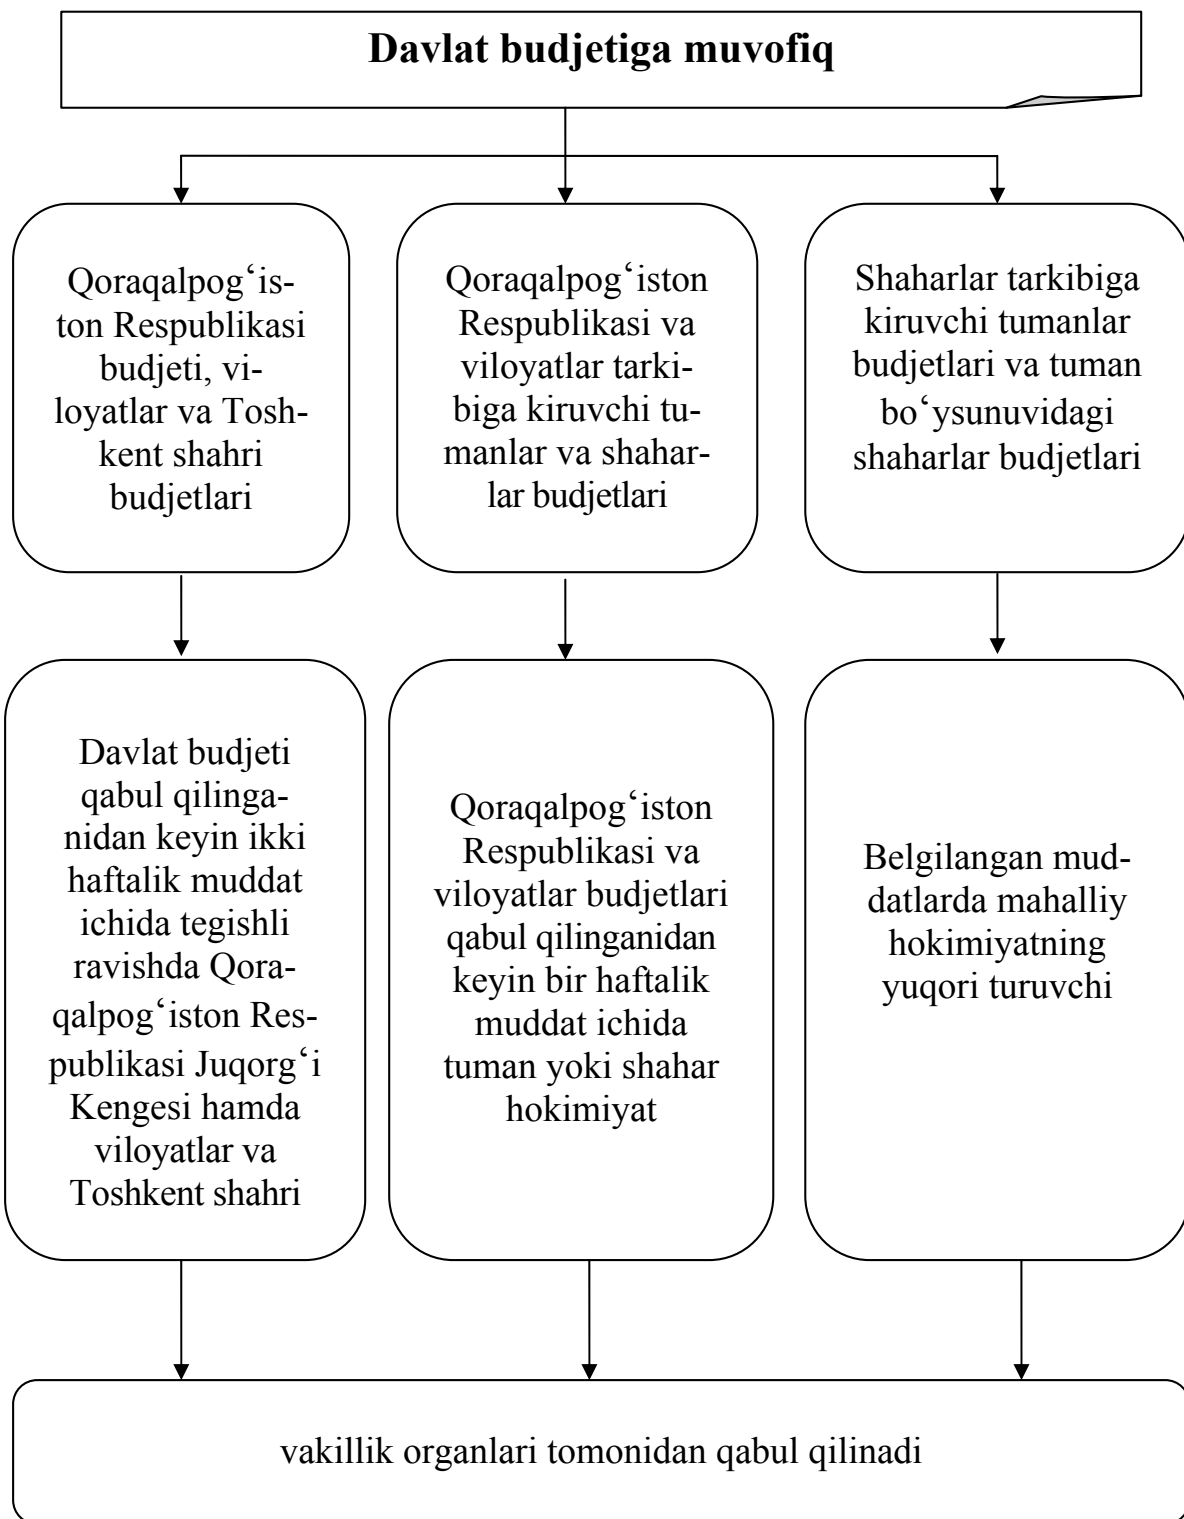 Davlat budjetiga muvofiq
Qoraqalpog‘is-
ton Respublikasi
budjeti, vi-
loyatlar va Tosh-
kent shahri
budjetlari
Qoraqalpog‘iston
Respublikasi va
viloyatlar tarki-
biga kiruvchi tu-
manlar va shahar-
lar budjetlari
Shaharlar tarkibiga
kiruvchi tumanlar
budjetlari va tuman
bo‘ysunuvidagi
shaharlar budjetlari
Davlat budjeti
qabul qilinga-
nidan keyin ikki
haftalik muddat
ichida tegishli
ravishda Qora-
qalpog‘iston Res-
publikasi Juqorg‘i
Kengesi hamda
viloyatlar va
Toshkent shahri
Qoraqalpog‘iston
Respublikasi va
viloyatlar budjetlari
qabul qilinganidan
keyin bir haftalik
muddat ichida
tuman yoki shahar
hokimiyat
Belgilangan mud-
datlarda mahalliy
hokimiyatning
yuqori turuvchi
vakillik organlari tomonidan qabul qilinadi